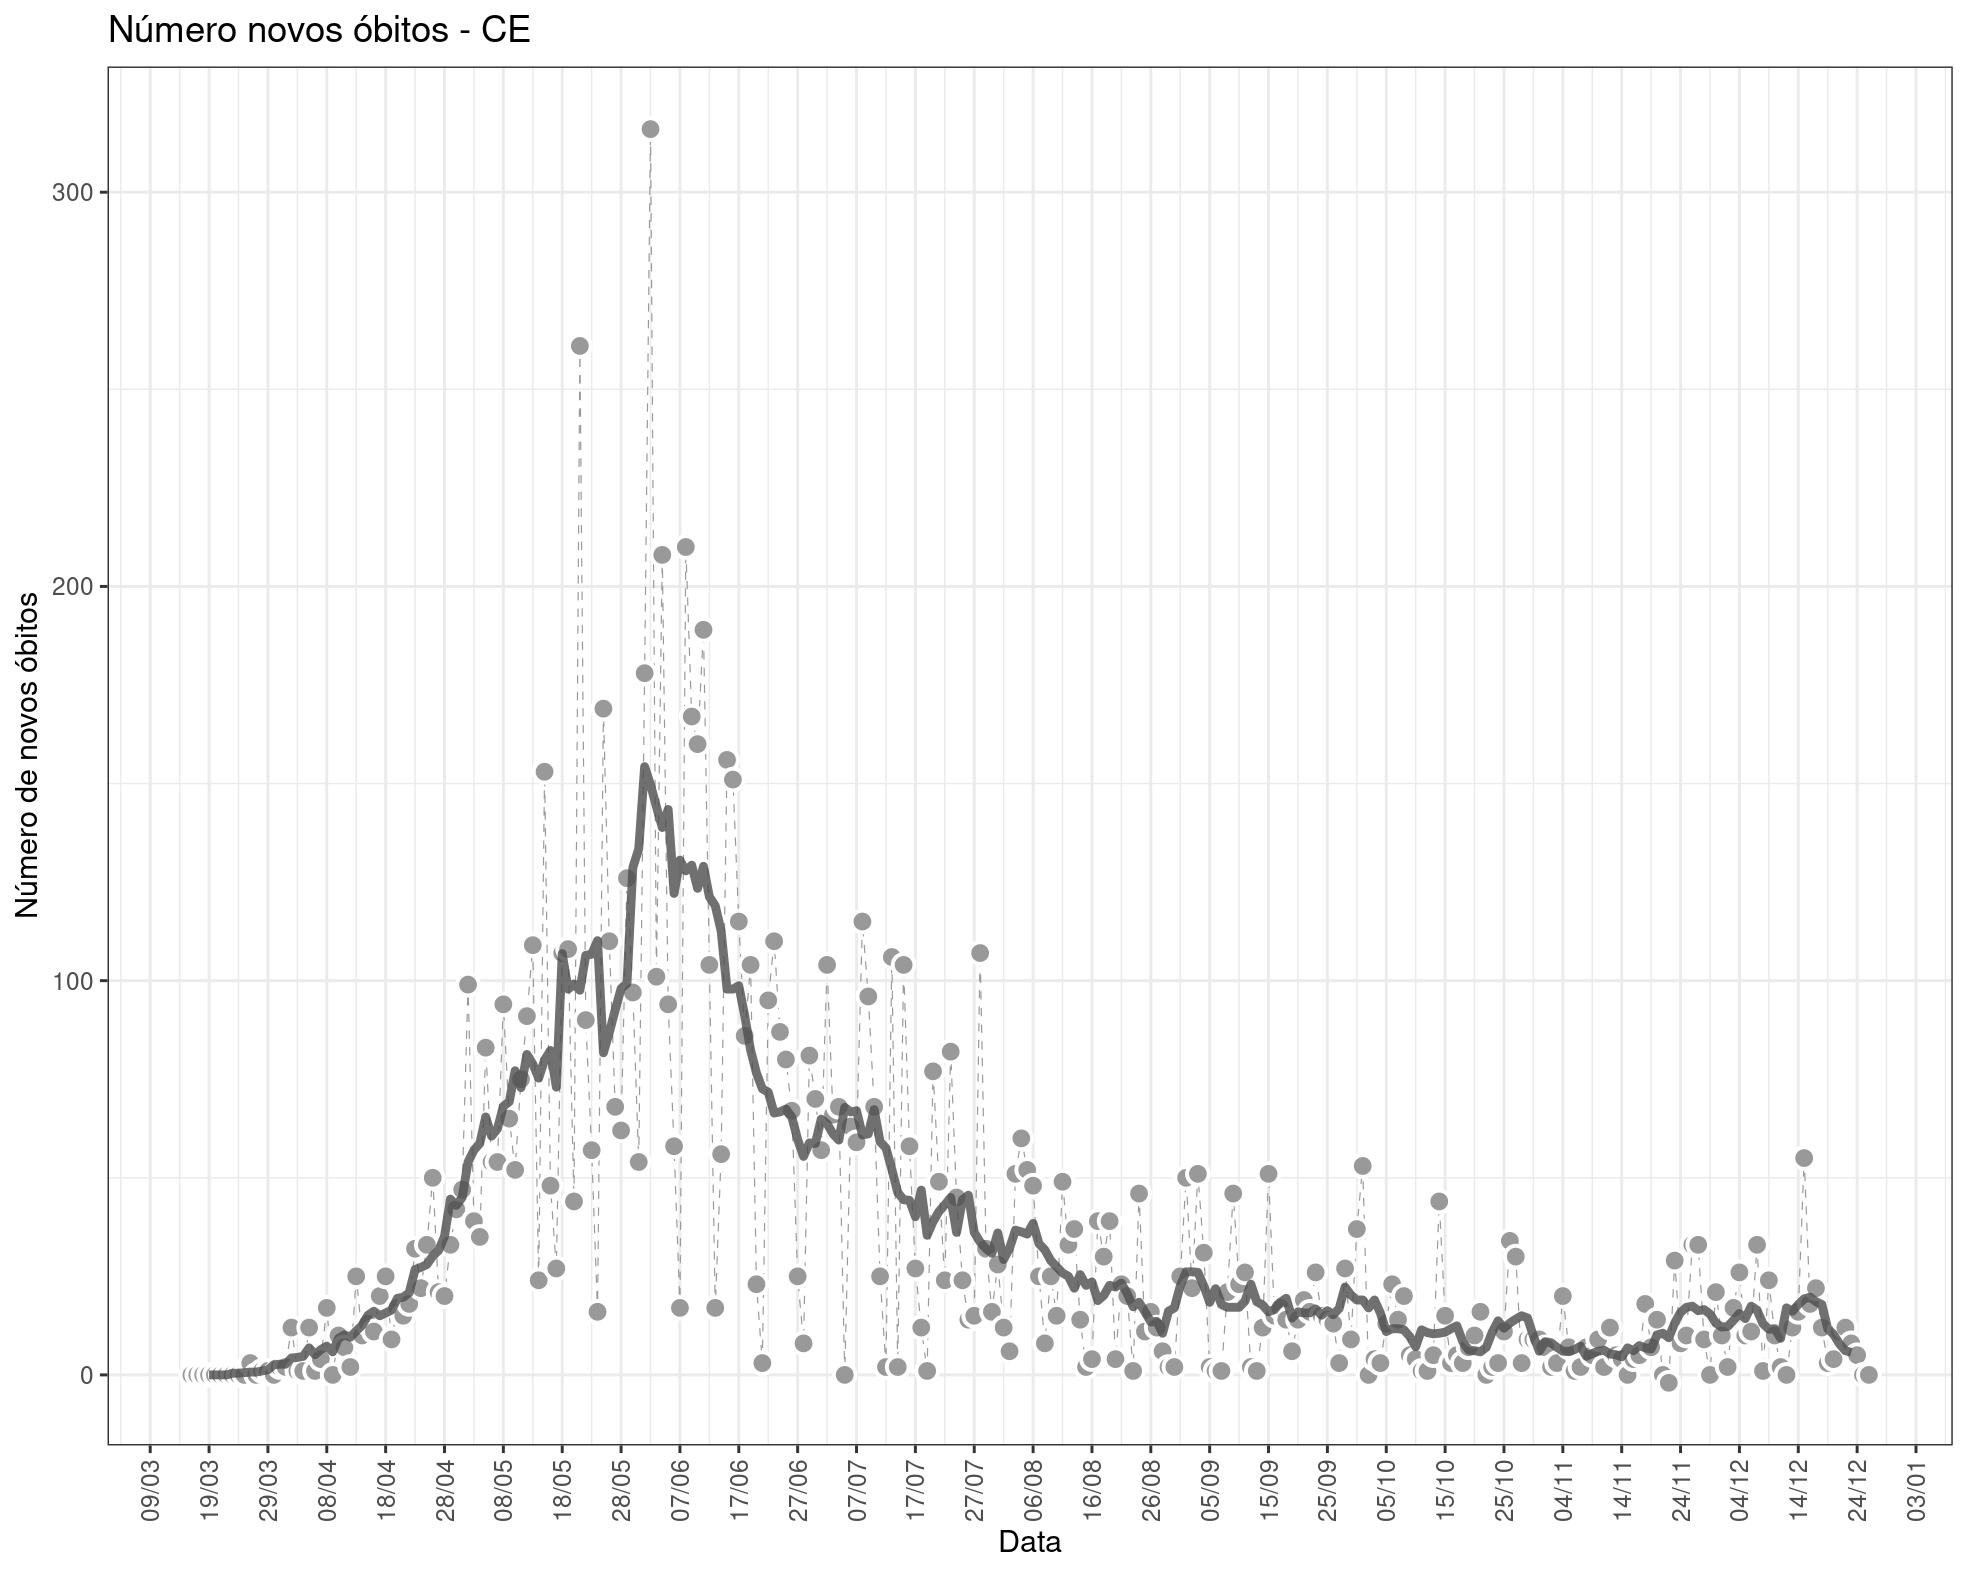 Número novos óbitos - CE
Número de novos óbitos
300
200
100
0
09/03 19/03 29/03 08/04 18/04 28/04 08/05 18/05 28/05 07/06 17/06 27/06 07/07 17/07 27/07 06/08 16/08 26/08 05/09 15/09 25/09 05/10 15/10 25/10 04/11 14/11 24/11 04/12 14/12 24/12 03/01
Data